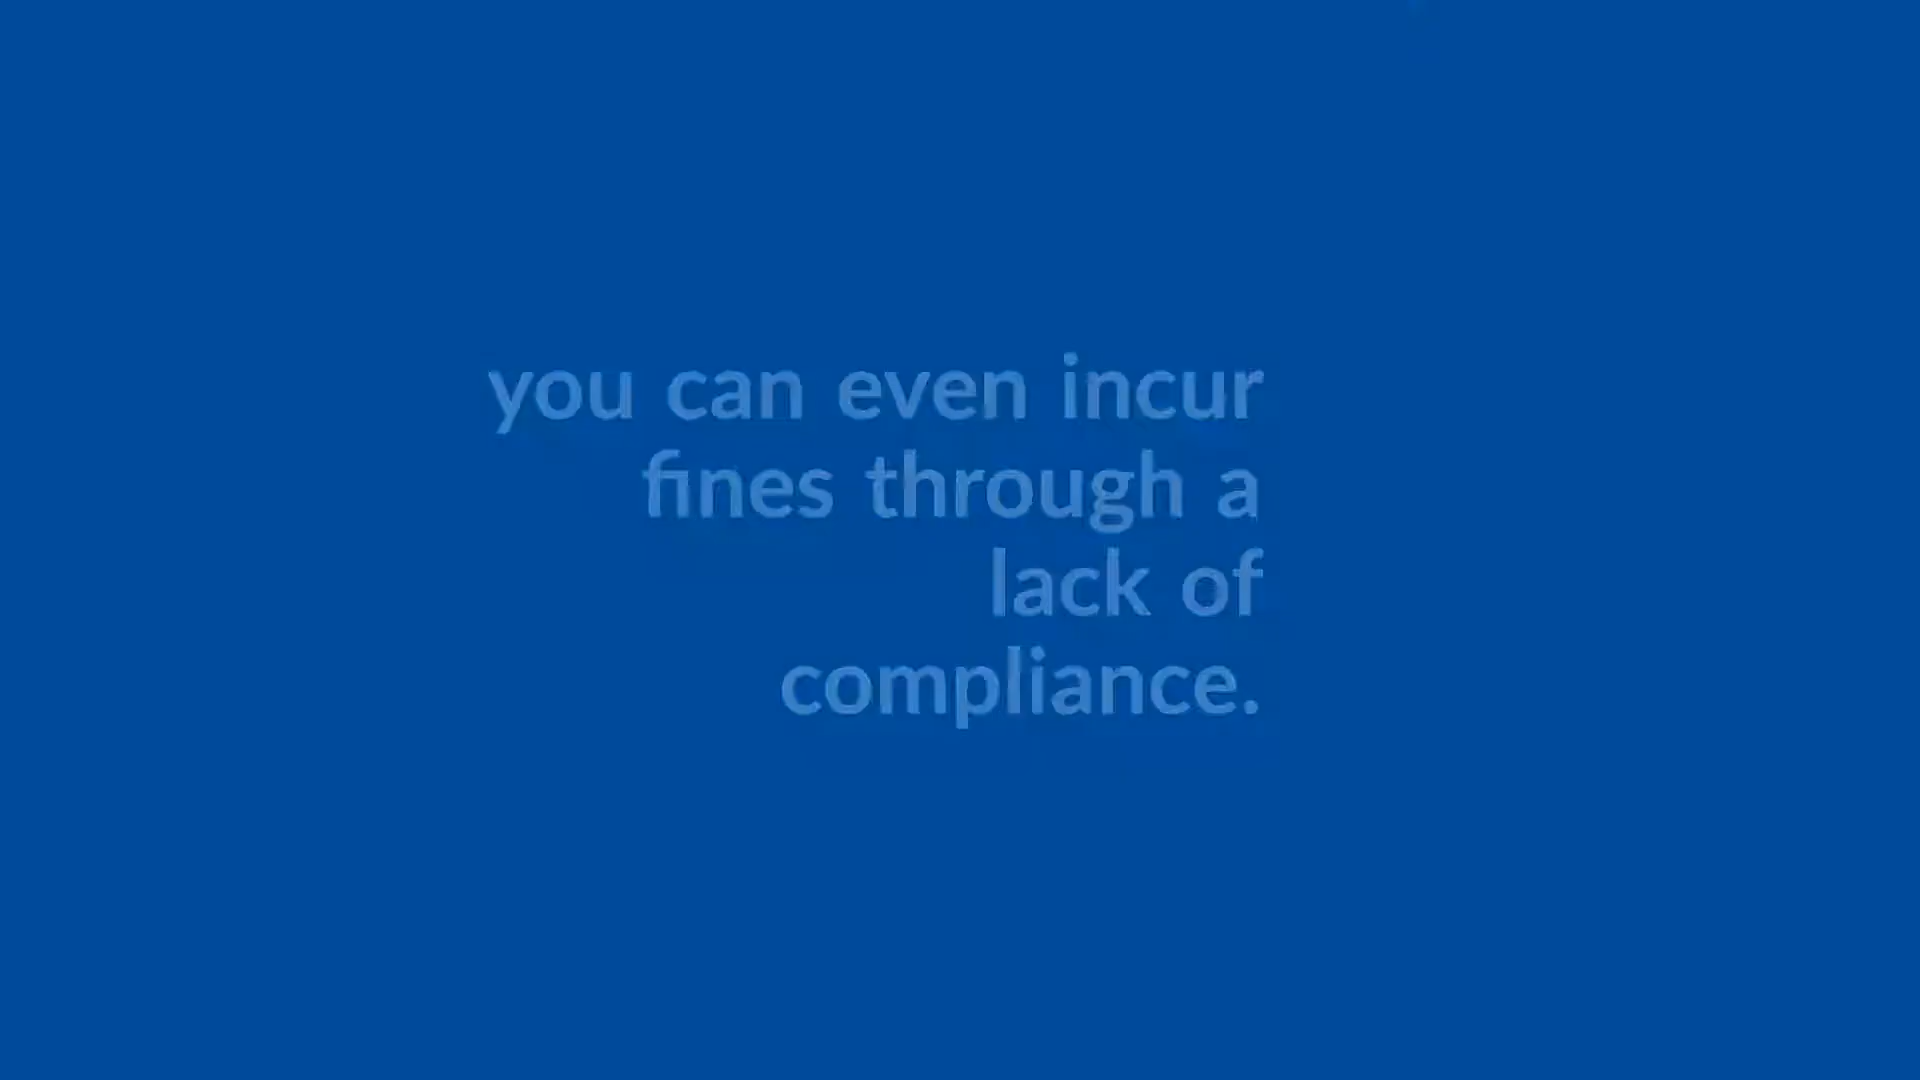 you can even incur
fines through a
lack of
compliance.